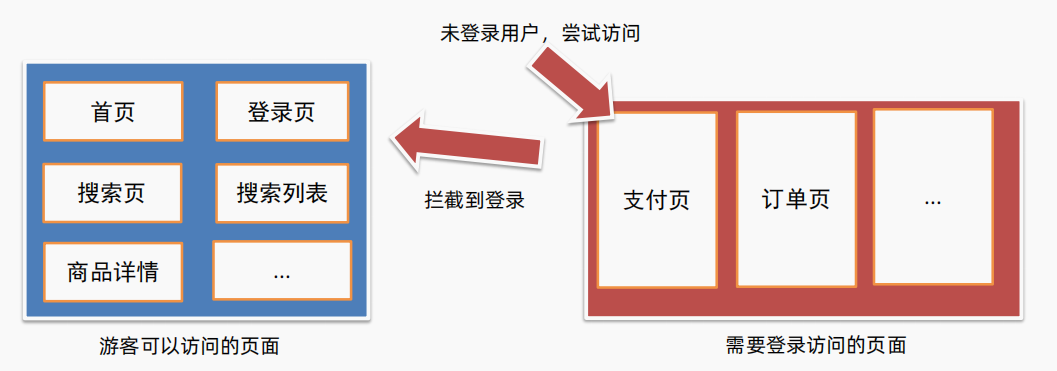 未登录用户，尝试访问
首页
登录页
搜索页
搜索列表
商品详情
...
游客可以访问的页面
拦截到登录
支付页
订单页
...
需要登录访问的页面